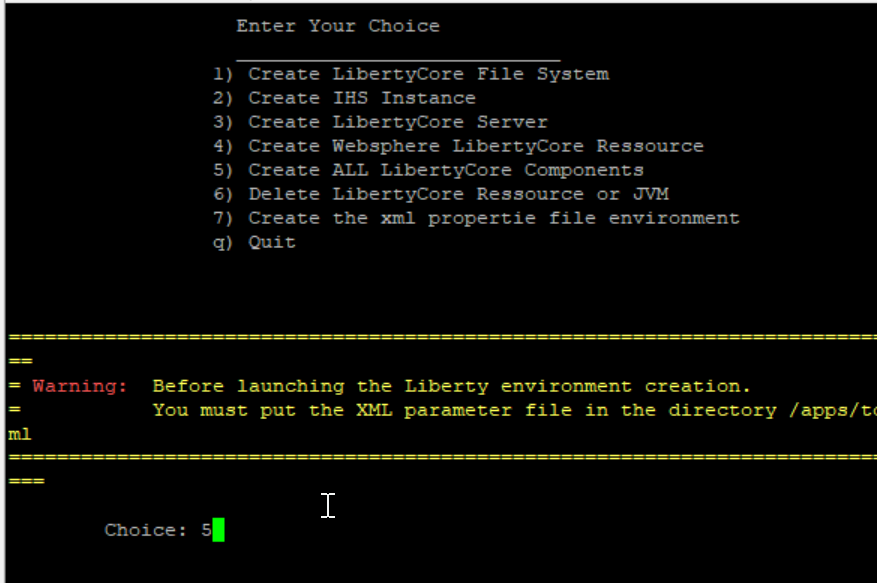 Enter Your Choice
___________________________
1) Create LibertyCore File System
2) Create IHS Instance
3) Create LibertyCore Server
4) Create Websphere LibertyCore Ressource
5) Create ALL LibertyCore Components
6) Delete LibertyCore Ressource or JVM
7) Create the xml propertie file environment
q) Quit
=========================================================================
==
= Warning:  Before launching the Liberty environment creation.
=           You must put the XML parameter file in the directory /apps/to
ml
=========================================================================
===
Choice: 5